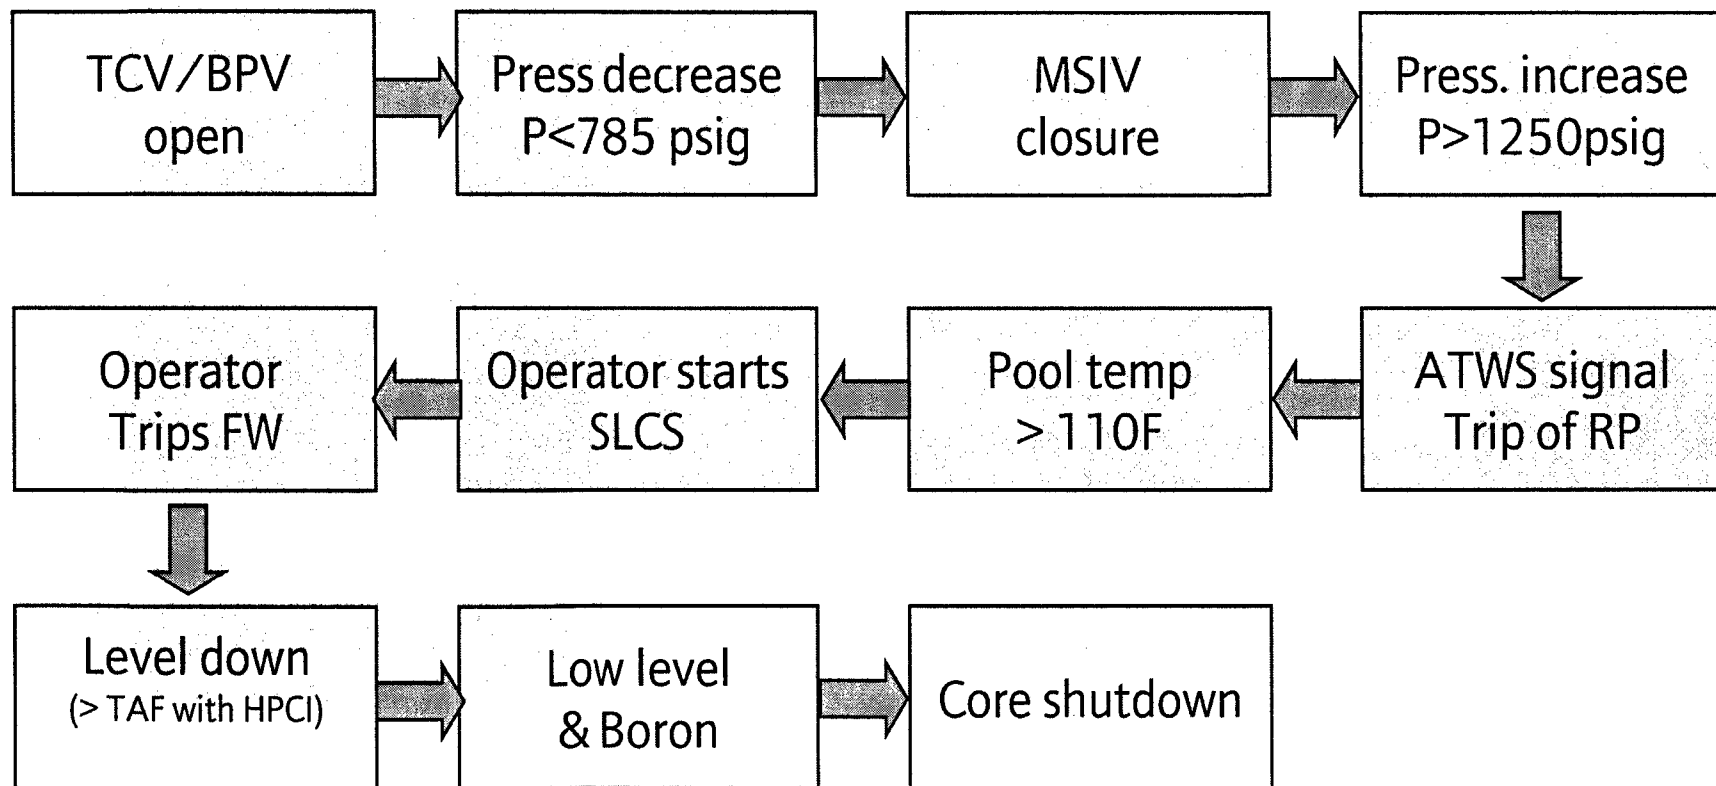 TCV/BPV
open
Press decrease
P<785 psig
MSIV
closure
Press. increase
P>1250psig
ATWS signal
Trip of RP
Pool temp
> 110F
Operator starts
SLCS
Operator
Trips FW
Level down
(> TAF with HPCI)
Low level
& Boron
Core shutdown